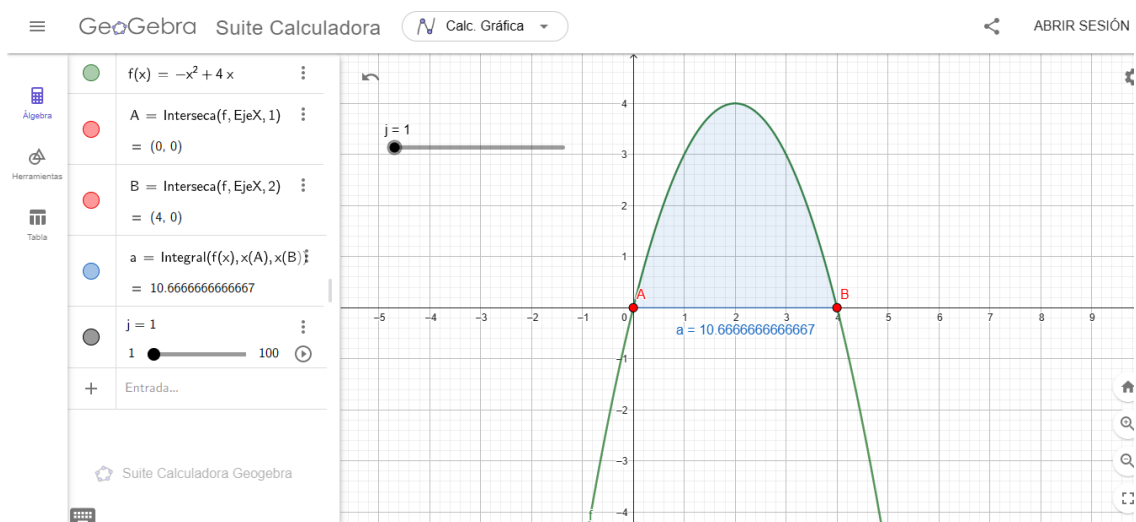 GeoGebra Suite Calculadora
Calc. Gráfica
ABRIR SESIÓN
Álgebra
Herramientas
Tabla
f(x) = −x² + 4 x
A = Interseca(f, EjeX, 1)
= (0, 0)
B = Interseca(f, EjeX, 2)
= (4, 0)
a = Integral(f(x), x(A), x(B))
= 10.6666666666667
j = 1
1
100
Entrada...
Suite Calculadora Geogebra
j = 1
4
3
2
1
−5
−4
−3
−2
−1
0
1
2
3
4
5
6
7
8
9
A
B
a = 10.6666666666667
−1
−2
−3
−4
f